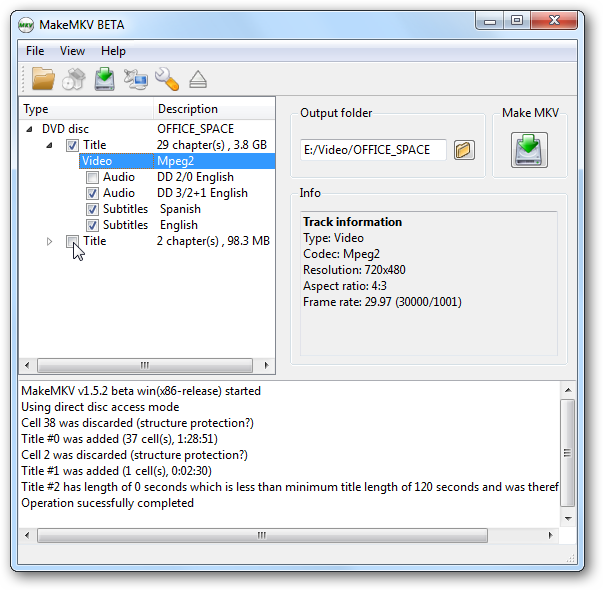 MakeMKV BETA
File View Help
Type Description
DVD disc OFFICE_SPACE
Title 29 chapter(s) , 3.8 GB
Video Mpeg2
Audio DD 2/0 English
Audio DD 3/2+1 English
Subtitles Spanish
Subtitles English
Title 2 chapter(s) , 98.3 MB
Output folder
E:/Video/OFFICE_SPACE
Make MKV
Info
Track information
Type: Video
Codec: Mpeg2
Resolution: 720x480
Aspect ratio: 4:3
Frame rate: 29.97 (30000/1001)
MakeMKV v1.5.2 beta win(x86-release) started
Using direct disc access mode
Cell 38 was discarded (structure protection?)
Title #0 was added (37 cell(s), 1:28:51)
Cell 2 was discarded (structure protection?)
Title #1 was added (1 cell(s), 0:02:30)
Title #2 has length of 0 seconds which is less than minimum title length of 120 seconds and was theref
Operation sucessfully completed